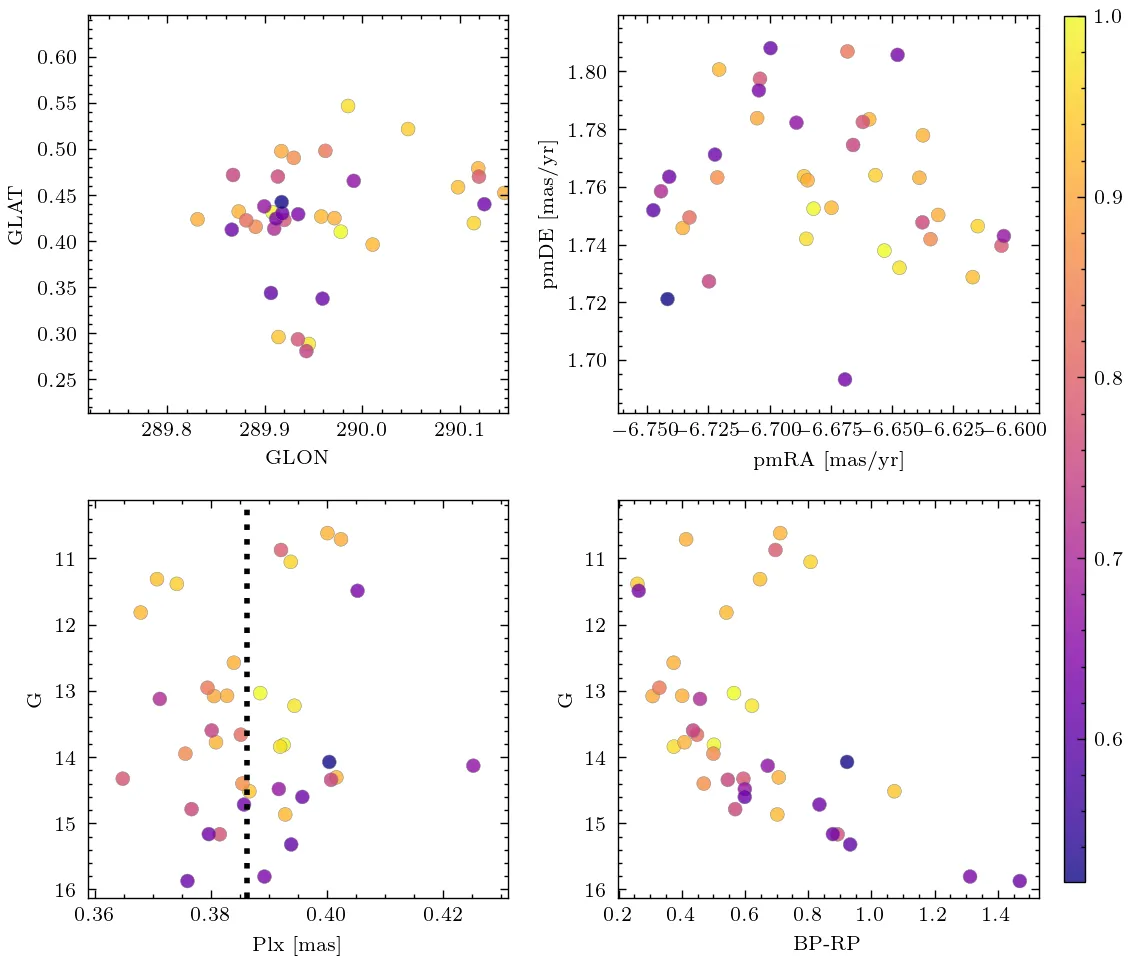 0.60
0.55
0.50
0.45
0.40
0.35
0.30
0.25
GLAT
289.8 289.9 290.0 290.1
GLON
1.80
1.78
1.76
1.74
1.72
1.70
pmDE [mas/yr]
−6.750 −6.725 −6.700 −6.675 −6.650 −6.625 −6.600
pmRA [mas/yr]
1.0
0.9
0.8
0.7
0.6
11
12
13
14
15
16
G
0.36 0.38 0.40 0.42
Plx [mas]
11
12
13
14
15
16
G
0.2 0.4 0.6 0.8 1.0 1.2 1.4
BP-RP